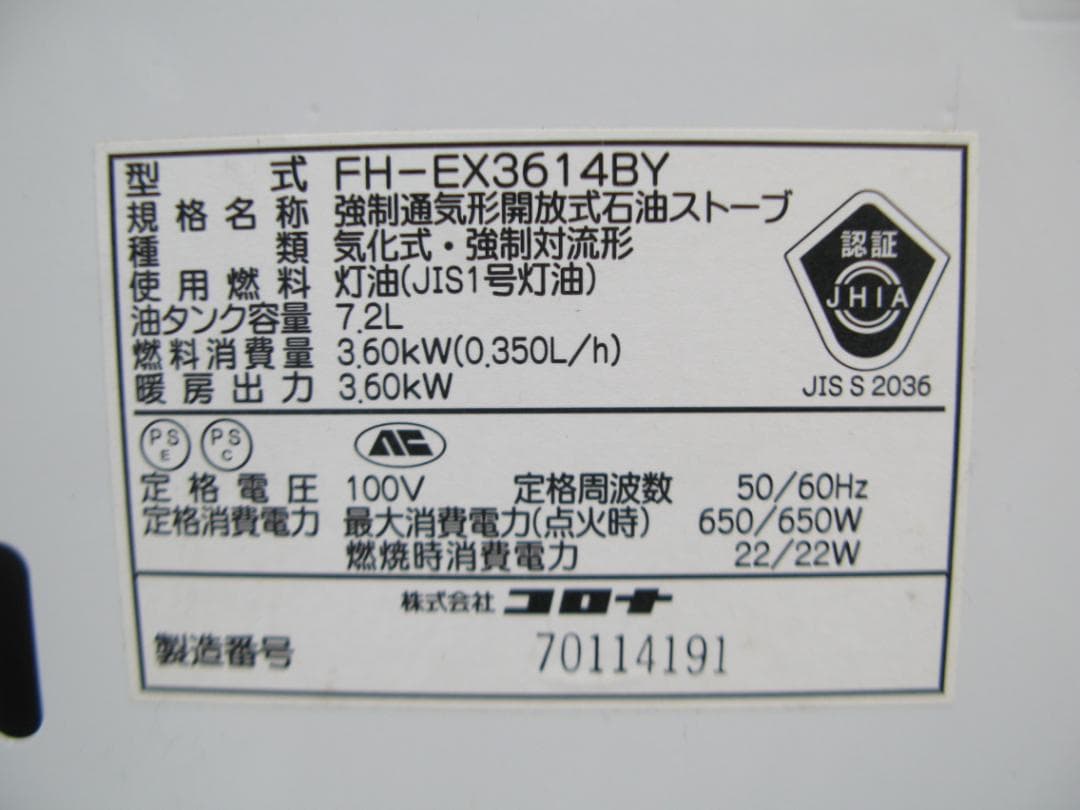 型式 FH-EX3614BY
規格名称 強制通気形開放式石油ストーブ
種類 気化式・強制対流形
使用燃料 灯油(JIS1号灯油)
油タンク容量 7.2L
燃料消費量 3.60kW(0.350L/h)
暖房出力 3.60kW
認証
JHIA
JIS S 2036
PS E PS C
定格電圧 100V 定格周波数 50/60Hz
定格消費電力 最大消費電力(点火時) 650/650W
燃焼時消費電力 22/22W
株式会社 コロナ
製造番号 70114191